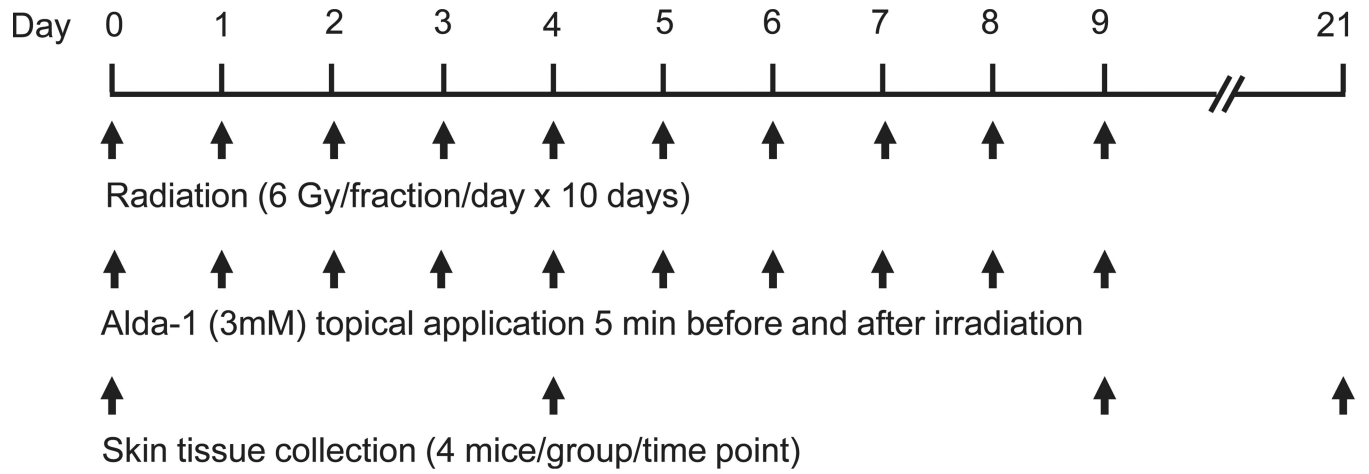 Day 0 1 2 3 4 5 6 7 8 9 21
Radiation (6 Gy/fraction/day x 10 days)
Alda-1 (3mM) topical application 5 min before and after irradiation
Skin tissue collection (4 mice/group/time point)